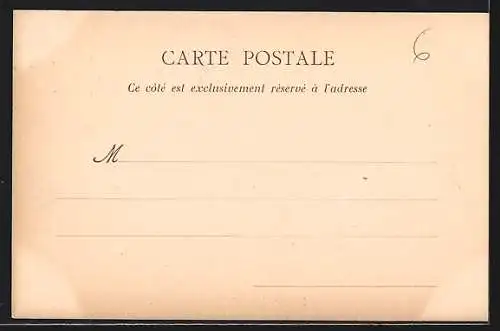 6
CARTE POSTALE
Ce côté est exclusivement réservé à l'adresse
M